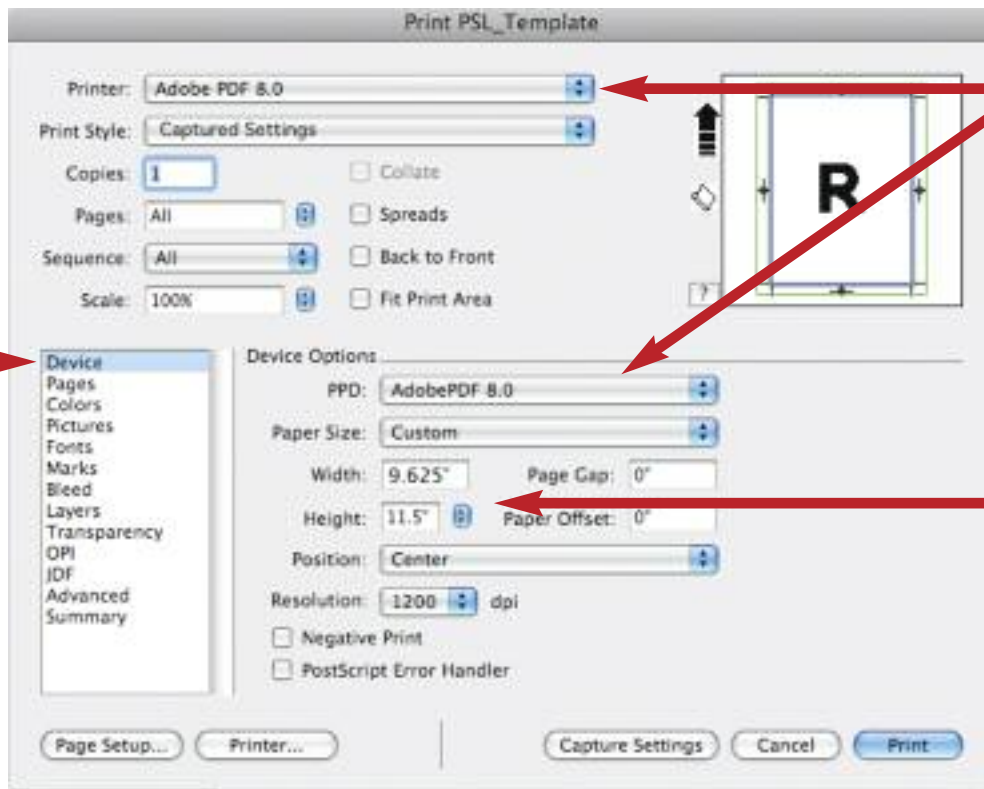 Print PSL_Template
Printer: Adobe PDF 8.0
Print Style: Captured Settings
Copies: 1 Collate
Pages: All Spreads
Sequence: All Back to Front
Scale: 100% Fit Print Area
R
?
Device
Pages
Colors
Pictures
Fonts
Marks
Bleed
Layers
Transparency
OPI
JDF
Advanced
Summary
Device Options
PPD: AdobePDF 8.0
Paper Size: Custom
Width: 9.625" Page Gap: 0"
Height: 11.5" Paper Offset: 0"
Position: Center
Resolution: 1200 dpi
Negative Print
PostScript Error Handler
Page Setup... Printer... Capture Settings Cancel Print